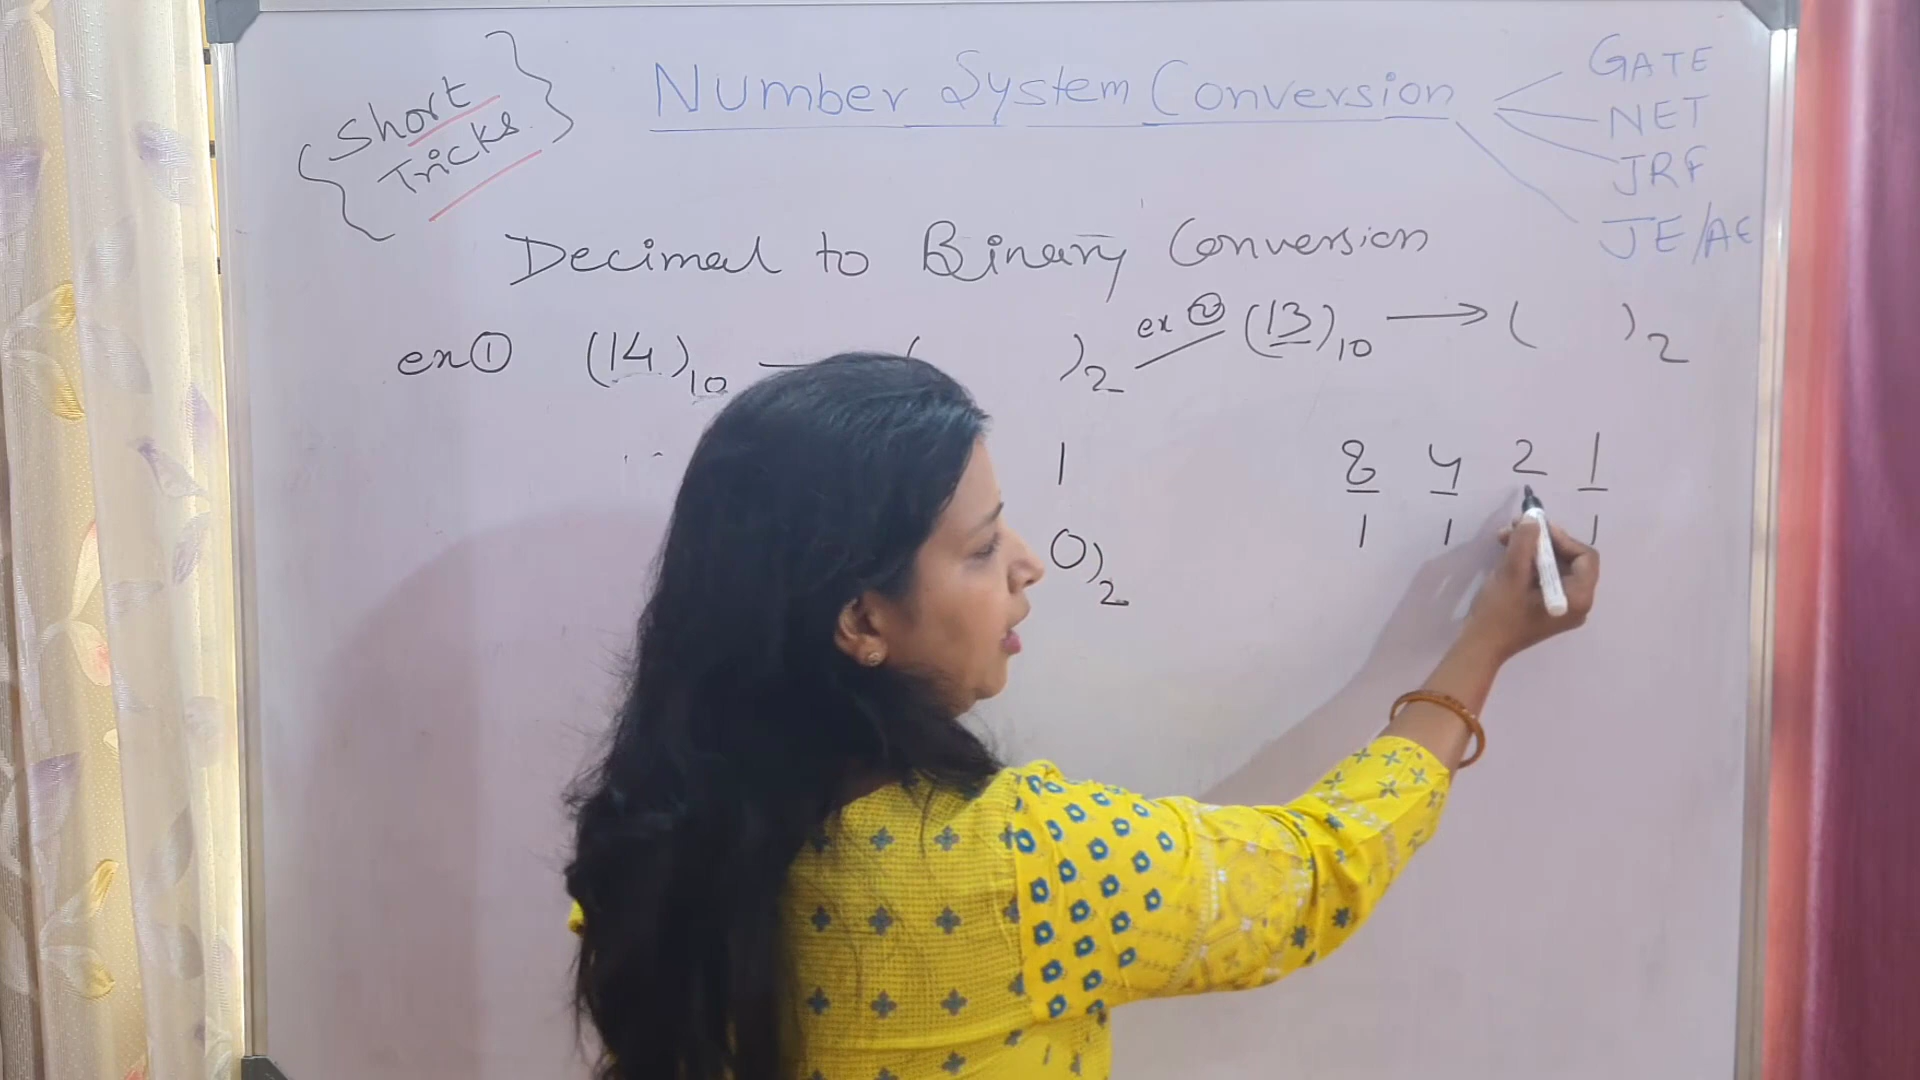 {Short
Tricks}
Number System Conversion
GATE
NET
JRF
JE/AE
Decimal to Binary Conversion
ex① (14)10 — ( )2
ex② (13)10 → ( )2
1
0)2
8 4 2 1
1 1 1